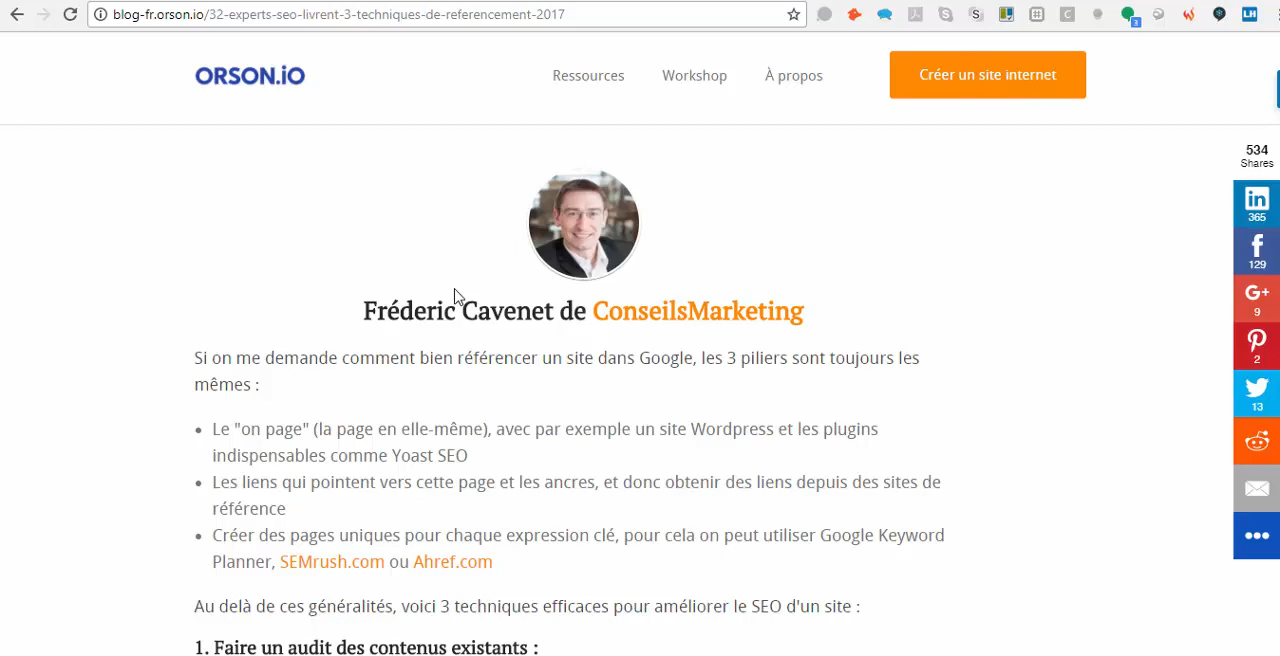 blog-fr.orson.io/32-experts-seo-livrent-3-techniques-de-referencement-2017
S
C
3
LH
ORSON.iO
Ressources
Workshop
À propos
Créer un site internet
534
Shares
in
365
f
129
G+
9
2
13
Fréderic Cavenet de ConseilsMarketing
Si on me demande comment bien référencer un site dans Google, les 3 piliers sont toujours les
mêmes :
• Le "on page" (la page en elle-même), avec par exemple un site Wordpress et les plugins
indispensables comme Yoast SEO
• Les liens qui pointent vers cette page et les ancres, et donc obtenir des liens depuis des sites de
référence
• Créer des pages uniques pour chaque expression clé, pour cela on peut utiliser Google Keyword
Planner, SEMrush.com ou Ahref.com
Au delà de ces généralités, voici 3 techniques efficaces pour améliorer le SEO d'un site :
1. Faire un audit des contenus existants :